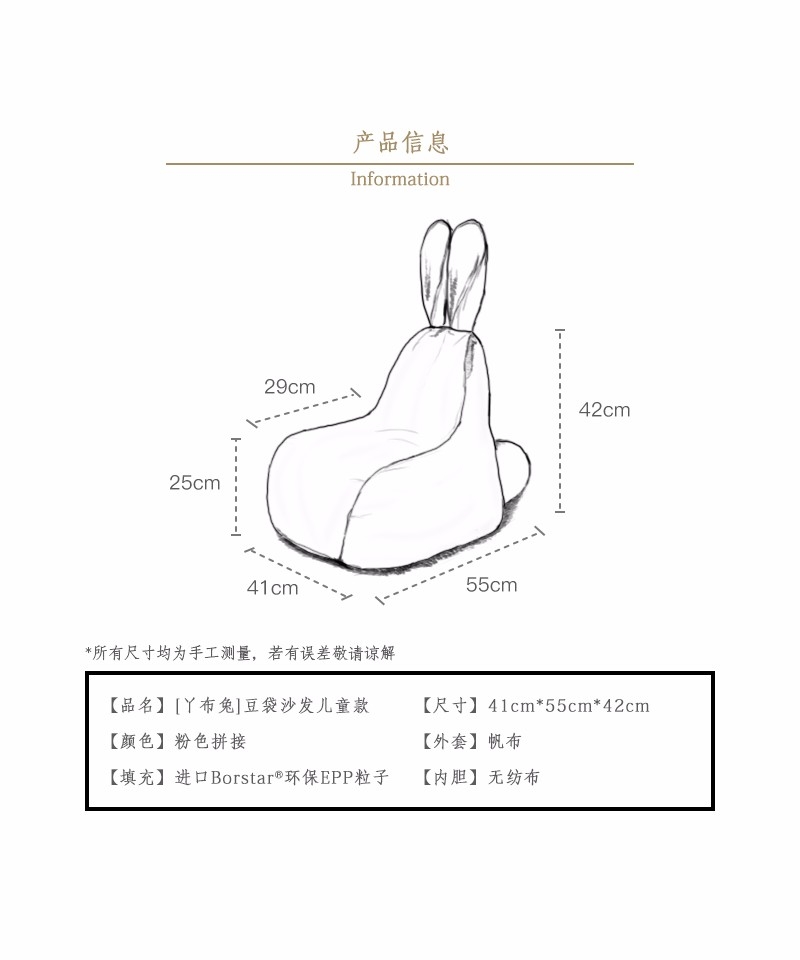 产品信息
Information
29cm
42cm
25cm
41cm
55cm
*所有尺寸均为手工测量，若有误差敬请谅解
【品名】[丫布兔]豆袋沙发儿童款 【尺寸】41cm*55cm*42cm
【颜色】粉色拼接 【外套】帆布
【填充】进口Borstar®环保EPP粒子 【内胆】无纺布